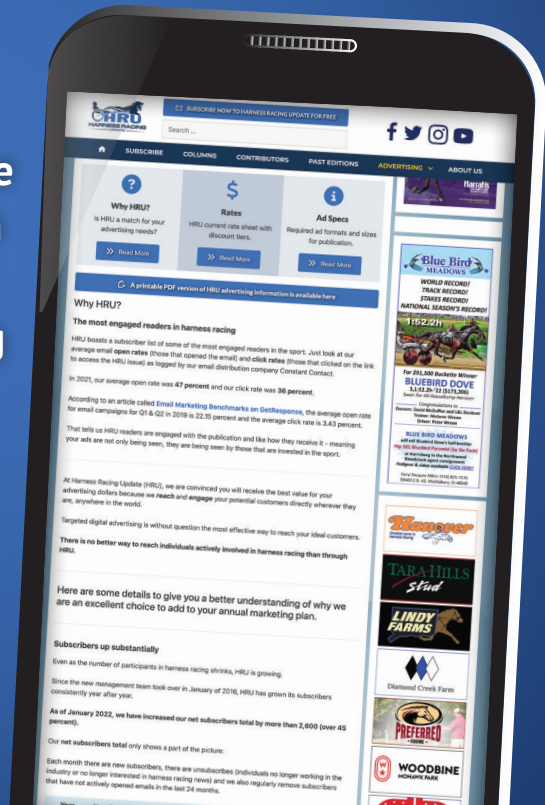 e
g
HRU
HARNESS RACING
UPDATE
SUBSCRIBE NOW TO HARNESS RACING UPDATE FOR FREE
Search ...
SUBSCRIBE COLUMNS CONTRIBUTORS PAST EDITIONS ADVERTISING ABOUT US
Why HRU?
Is HRU a match for your
advertising needs?
Read More
$
Rates
HRU current rate sheet with
discount tiers.
Read More
Ad Specs
Required ad formats and sizes
for publication.
Read More
A printable PDF version of HRU advertising information is available here
Why HRU?
The most engaged readers in harness racing
HRU boasts a subscriber list of some of the most engaged readers in the sport. Just look at our
average email open rates (those that opened the email) and click rates (those that clicked on the link
to access the HRU issue) as logged by our email distribution company Constant Contact.
In 2021, our average open rate was 47 percent and our click rate was 36 percent.
According to an article called Email Marketing Benchmarks on GetResponse, the average open rate
for email campaigns for Q1 & Q2 in 2019 is 22.15 percent and the average click rate is 3.43 percent.
That tells us HRU readers are engaged with the publication and like how they receive it - meaning
your ads are not only being seen, they are being seen by those that are invested in the sport.
At Harness Racing Update (HRU), we are convinced you will receive the best value for your
advertising dollars because we reach and engage your potential customers directly wherever they
are, anywhere in the world.
Targeted digital advertising is without question the most effective way to reach your ideal customers.
There is no better way to reach individuals actively involved in harness racing than through
HRU.
Here are some details to give you a better understanding of why we
are an excellent choice to add to your annual marketing plan.
Subscribers up substantially
Even as the number of participants in harness racing shrinks, HRU is growing.
Since the new management team took over in January of 2016, HRU has grown its subscribers
consistently year after year.
As of January 2022, we have increased our net subscribers total by more than 2,600 (over 45
percent).
Our net subscribers total only shows a part of the picture:
Each month there are new subscribers, there are unsubscribes (individuals no longer working in the
industry or no longer interested in harness racing news) and we also regularly remove subscribers
that have not actively opened emails in the last 24 months.
Harrah's
Blue Bird
MEADOWS
WORLD RECORD!
TRACK RECORD!
STAKES RECORD!
NATIONAL SEASON'S RECORD!
1:52.2H
For $91,500 Buckette Winner
BLUEBIRD DOVE
3,1:52.2h-'22 ($173,206)
Congratulations to
Driver: Peter Wrenn
BLUE BIRD MEADOWS
will sell Bluebird Dove's half-brother
Hanover
TARA HILLS
Stud
LINDY
FARMS
Diamond Creek Farm
PREFERRED
EQUINE
WOODBINE
MOHAWK PARK